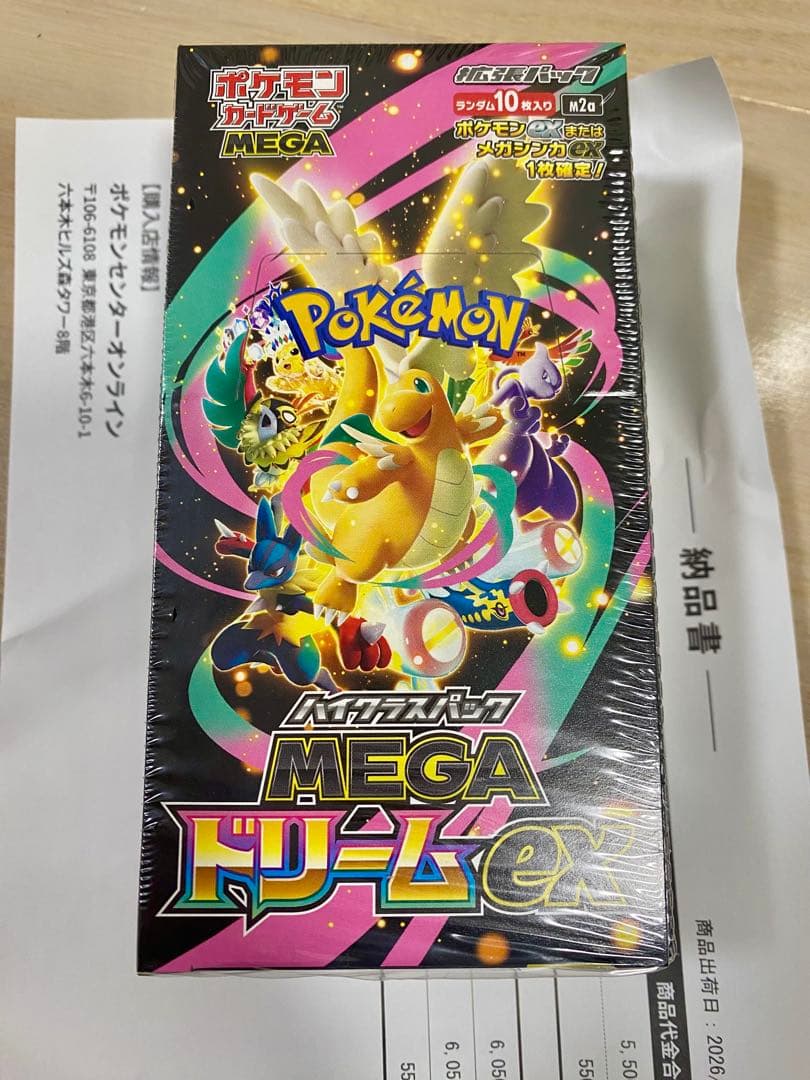 ポケモン
カードゲーム
MEGA
拡張パック
ランダム10枚入り
M2a
ポケモンexまたは
メガシンカex
1枚確定!
POKÉMON
TM
ハイクラスパック
MEGA
ドリームex
【購入店情報】
ポケモンセンターオンライン
〒106-6108 東京都港区六本木6-10-1
六本木ヒルズ森タワー8階
納品書
商品出荷日:2026/
商品代金合
5,50
550
6,050
6,05
55